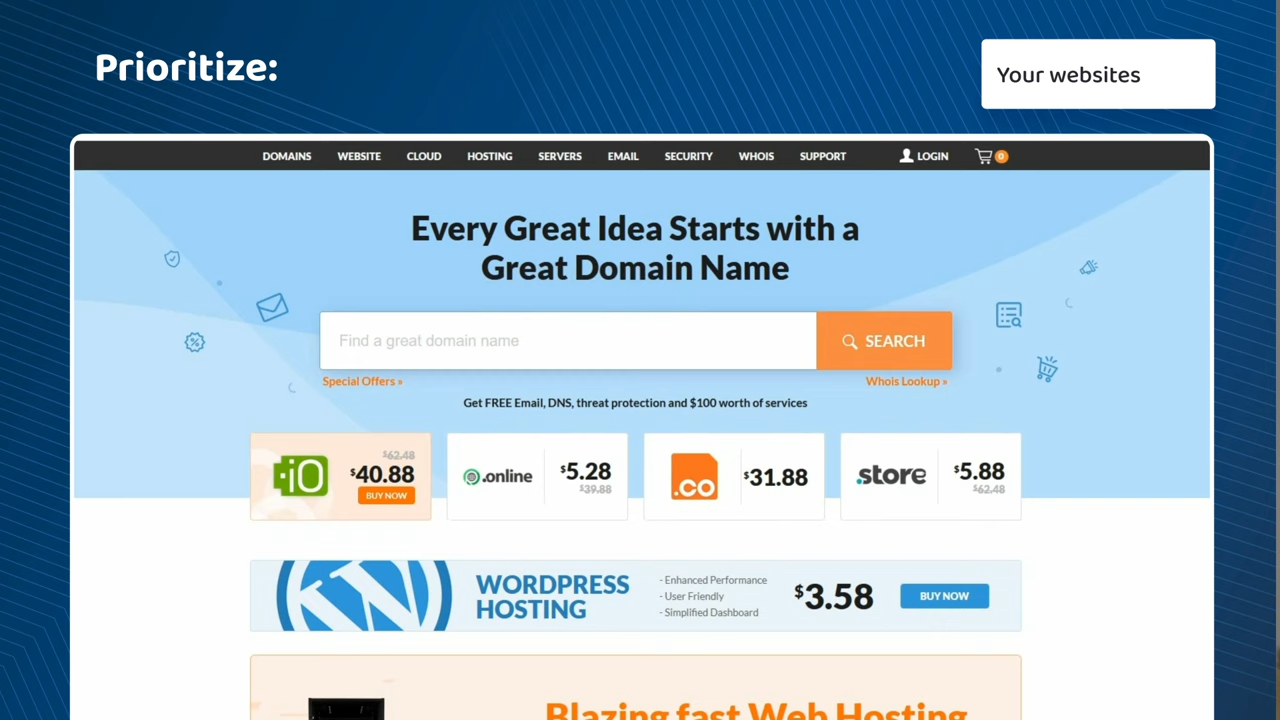 Prioritize:
Your websites
DOMAINS WEBSITE CLOUD HOSTING SERVERS EMAIL SECURITY WHOIS SUPPORT LOGIN 0
Every Great Idea Starts with a
Great Domain Name
Find a great domain name
SEARCH
Special Offers »
Whois Lookup »
Get FREE Email, DNS, threat protection and $100 worth of services
.io
$62.48
$40.88
BUY NOW
.online
$5.28
$39.88
.co
$31.88
.store
$5.88
$62.48
WORDPRESS
HOSTING
- Enhanced Performance
- User Friendly
- Simplified Dashboard
$3.58
BUY NOW
Blazing fast Web Hosting